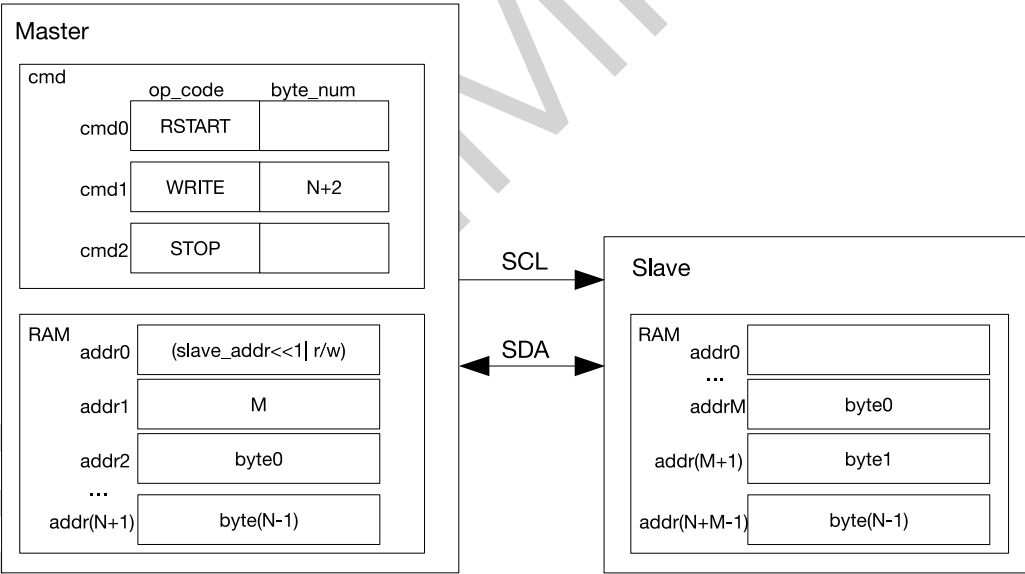 Master
cmd
op_code byte_num
cmd0 RSTART
cmd1 WRITE N+2
cmd2 STOP
RAM
addr0 (slave_addr<<1| r/w)
addr1 M
addr2 byte0
...
addr(N+1) byte(N-1)
SCL
SDA
Slave
RAM
addr0
...
addrM byte0
addr(M+1) byte1
addr(N+M-1) byte(N-1)